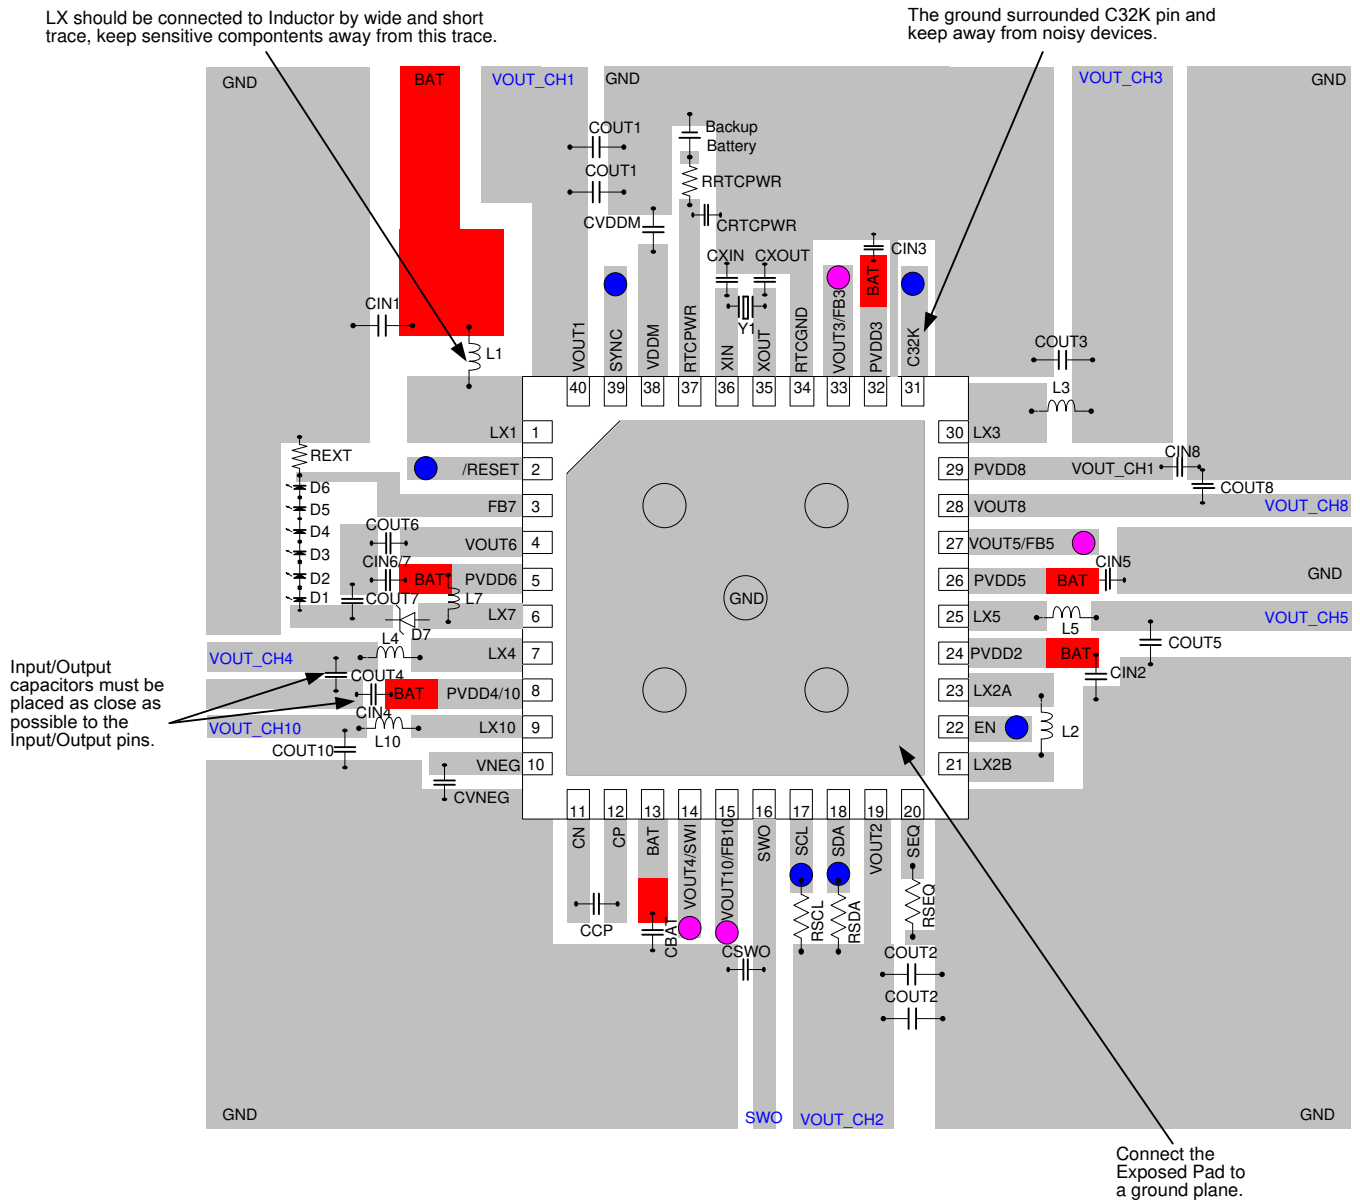 LX should be connected to Inductor by wide and short
trace, keep sensitive compontents away from this trace.
The ground surrounded C32K pin and
keep away from noisy devices.
GND
BAT
VOUT_CH1
GND
VOUT_CH3
GND
COUT1
Backup
Battery
COUT1
RRTCPWR
CVDDM
CRTCPWR
CXIN
CXOUT
CIN3
BAT
CIN1
L1
Y1
COUT3
L3
VOUT1
SYNC
VDDM
RTCPWR
XIN
XOUT
RTCGND
VOUT3/FB3
PVDD3
C32K
40
39
38
37
36
35
34
33
32
31
LX1
1
30
LX3
REXT
/RESET
2
29
PVDD8
VOUT_CH1
CIN8
COUT8
D6
D5
D4
D3
D2
D1
FB7
3
28
VOUT8
VOUT_CH8
COUT6
VOUT6
4
27
VOUT5/FB5
CIN6/7
BAT
PVDD6
5
26
PVDD5
BAT
CIN5
GND
COUT7
L7
D7
LX7
6
GND
25
LX5
L5
VOUT_CH5
COUT5
VOUT_CH4
L4
LX4
7
24
PVDD2
BAT
CIN2
Input/Output
capacitors must be
placed as close as
possible to the
Input/Output pins.
COUT4
CIN4
BAT
PVDD4/10
8
23
LX2A
VOUT_CH10
L10
LX10
9
22
EN
L2
COUT10
VNEG
10
21
LX2B
CVNEG
11
12
13
14
15
16
17
18
19
20
CN
CP
BAT
VOUT4/SWI
VOUT10/FB10
SWO
SCL
SDA
VOUT2
SEQ
CCP
CBAT
CSWO
RSCL
RSDA
RSEQ
COUT2
COUT2
GND
SWO
VOUT_CH2
GND
Connect the
Exposed Pad to
a ground plane.